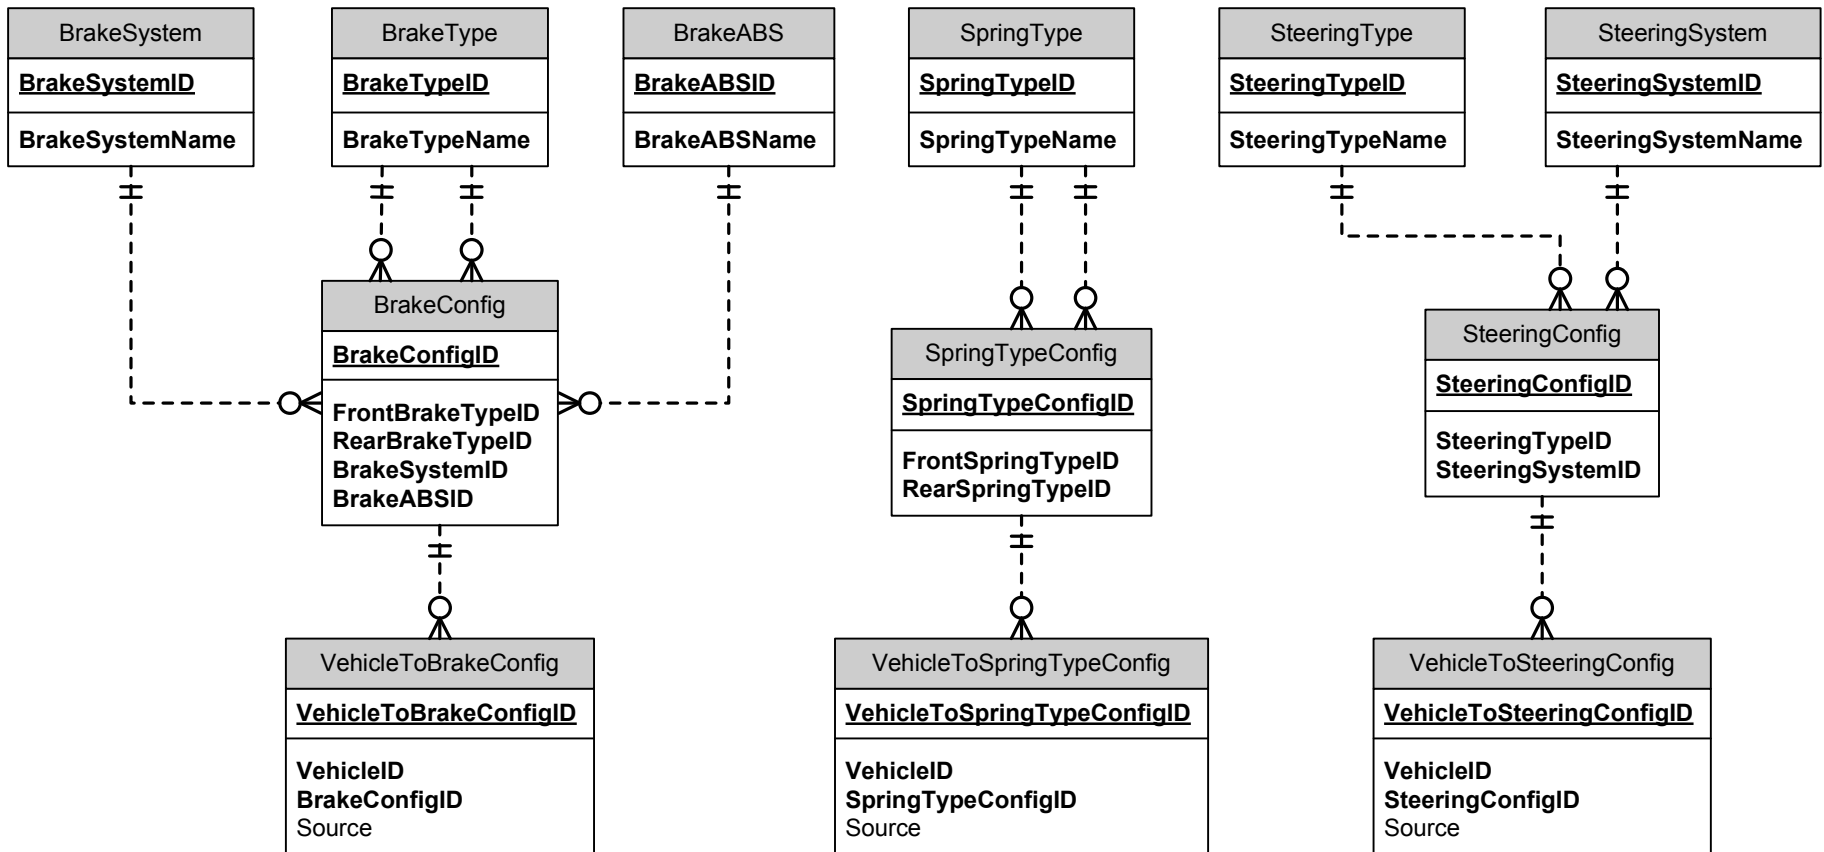 BrakeSystem
BrakeSystemID
BrakeSystemName
BrakeType
BrakeTypeID
BrakeTypeName
BrakeABS
BrakeABSID
BrakeABSName
SpringType
SpringTypeID
SpringTypeName
SteeringType
SteeringTypeID
SteeringTypeName
SteeringSystem
SteeringSystemID
SteeringSystemName
BrakeConfig
BrakeConfigID
FrontBrakeTypeID
RearBrakeTypeID
BrakeSystemID
BrakeABSID
SpringTypeConfig
SpringTypeConfigID
FrontSpringTypeID
RearSpringTypeID
SteeringConfig
SteeringConfigID
SteeringTypeID
SteeringSystemID
VehicleToBrakeConfig
VehicleToBrakeConfigID
VehicleID
BrakeConfigID
Source
VehicleToSpringTypeConfig
VehicleToSpringTypeConfigID
VehicleID
SpringTypeConfigID
Source
VehicleToSteeringConfig
VehicleToSteeringConfigID
VehicleID
SteeringConfigID
Source